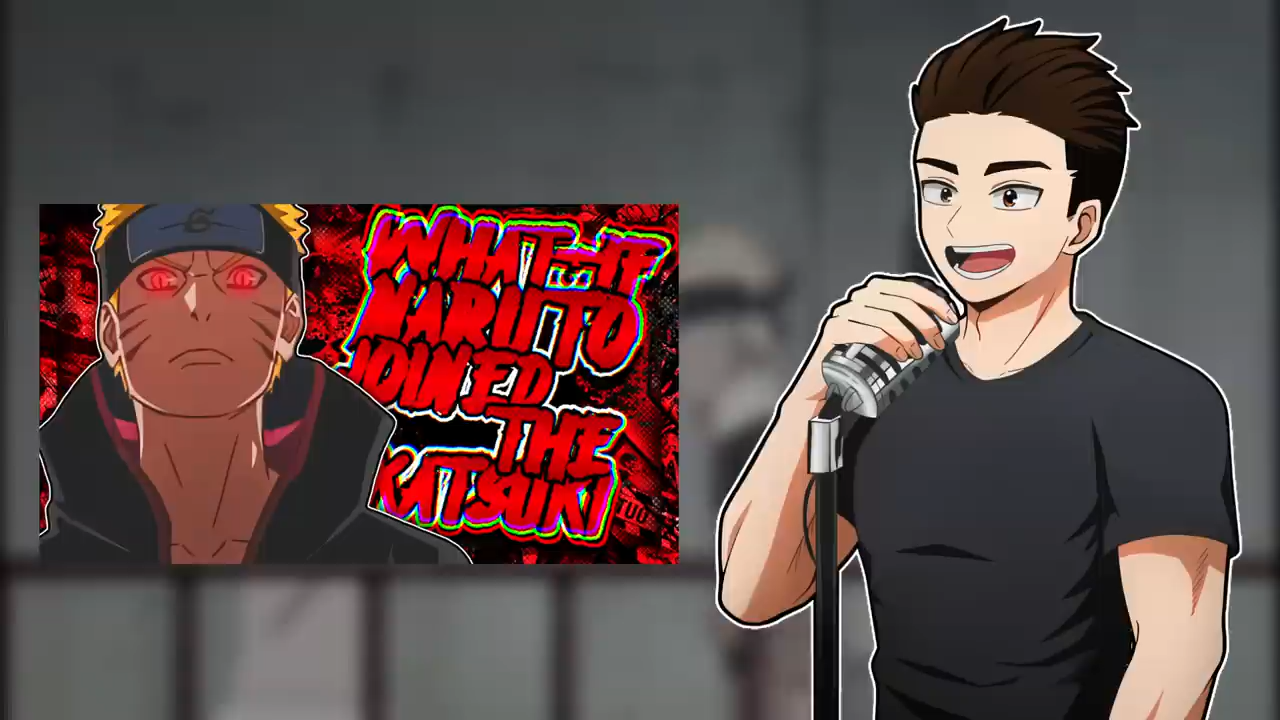 WHAT IF
NARUTO
JOINED
THE
KATSUKI